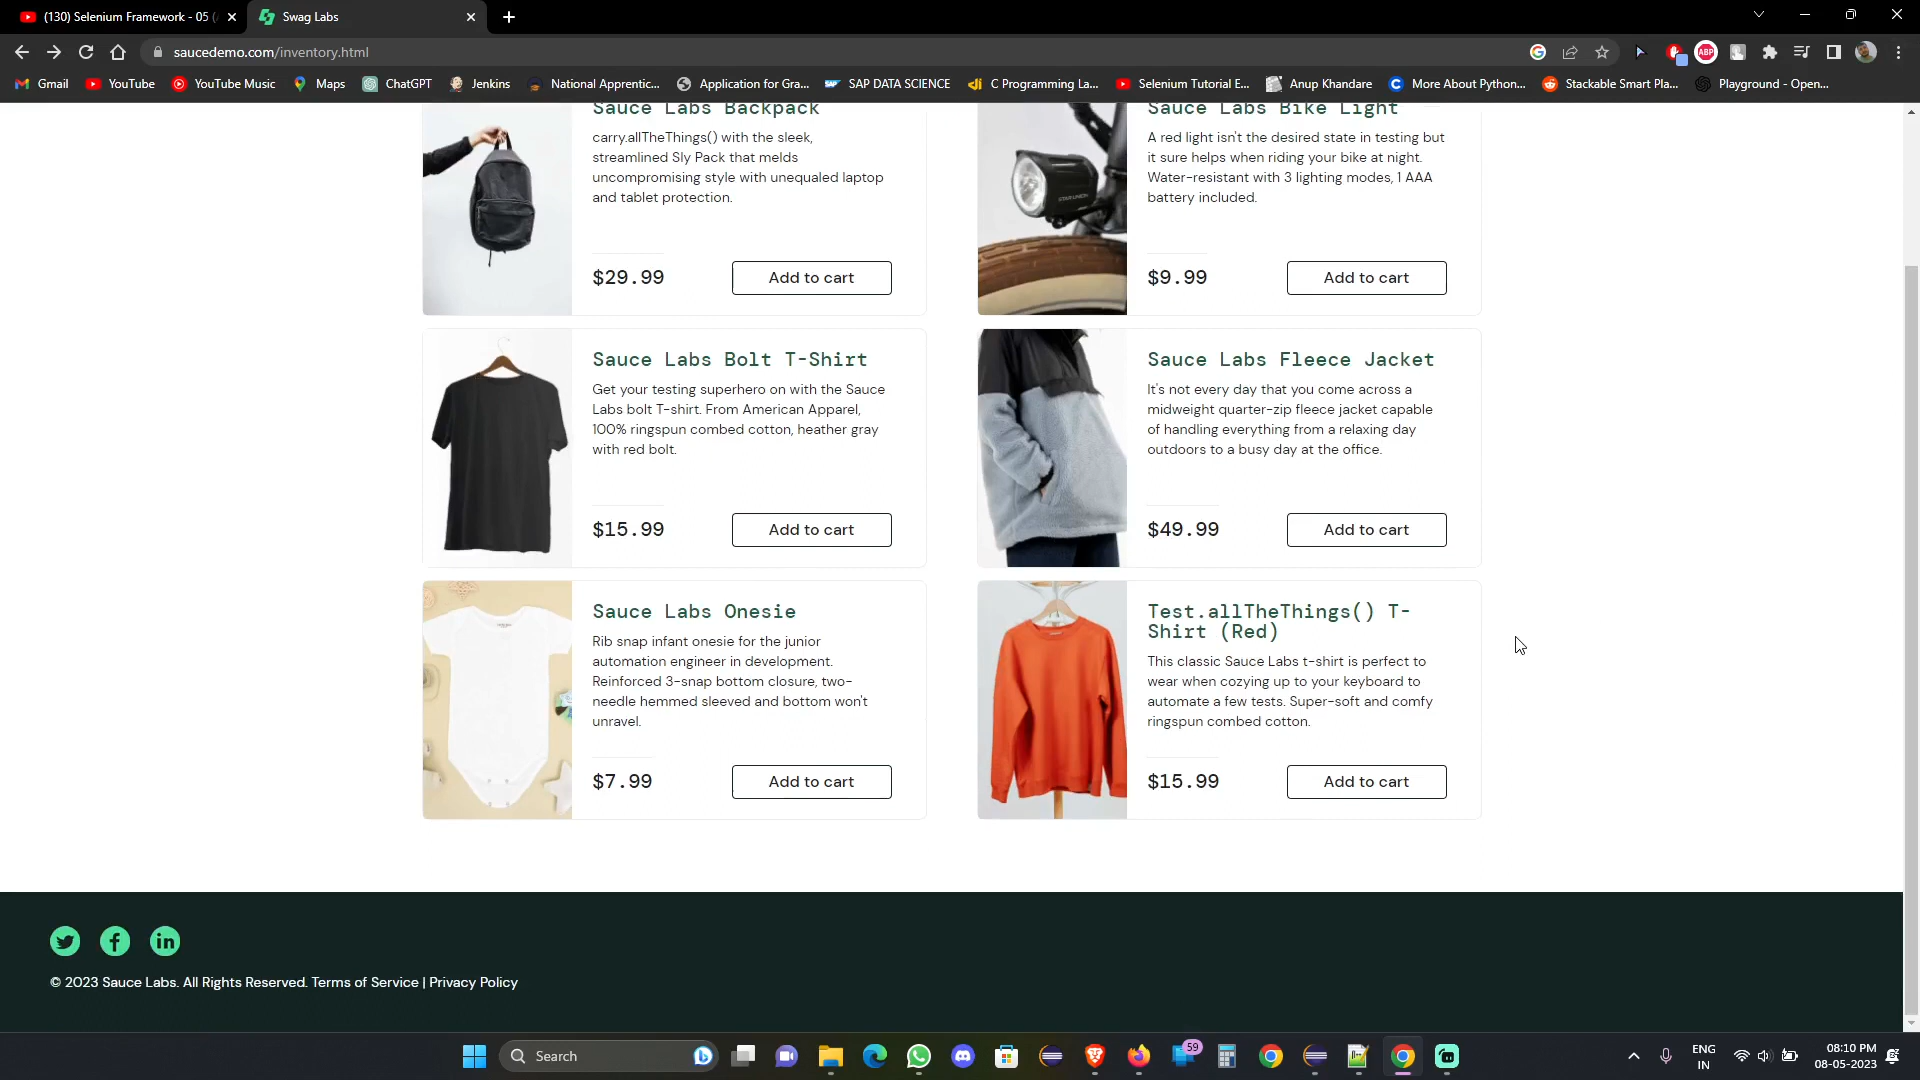 (130) Selenium Framework - 05 (
Swag Labs
saucedemo.com/inventory.html
ABP
Gmail
YouTube
YouTube Music
Maps
ChatGPT
Jenkins
National Apprentic...
Application for Gra...
SAP DATA SCIENCE
C Programming La...
Selenium Tutorial E...
Anup Khandare
More About Python...
Stackable Smart Pla...
Playground - Open...
Sauce Labs Backpack
carry.allTheThings() with the sleek,
streamlined Sly Pack that melds
uncompromising style with unequaled laptop
and tablet protection.
$29.99
Add to cart
Sauce Labs Bike Light
A red light isn't the desired state in testing but
it sure helps when riding your bike at night.
Water-resistant with 3 lighting modes, 1 AAA
battery included.
$9.99
Add to cart
Sauce Labs Bolt T-Shirt
Get your testing superhero on with the Sauce
Labs bolt T-shirt. From American Apparel,
100% ringspun combed cotton, heather gray
with red bolt.
$15.99
Add to cart
Sauce Labs Fleece Jacket
It's not every day that you come across a
midweight quarter-zip fleece jacket capable
of handling everything from a relaxing day
outdoors to a busy day at the office.
$49.99
Add to cart
Sauce Labs Onesie
Rib snap infant onesie for the junior
automation engineer in development.
Reinforced 3-snap bottom closure, two-
needle hemmed sleeved and bottom won't
unravel.
$7.99
Add to cart
Test.allTheThings() T-
Shirt (Red)
This classic Sauce Labs t-shirt is perfect to
wear when cozying up to your keyboard to
automate a few tests. Super-soft and comfy
ringspun combed cotton.
$15.99
Add to cart
© 2023 Sauce Labs. All Rights Reserved. Terms of Service | Privacy Policy
Search
59
ENG
IN
08:10 PM
08-05-2023